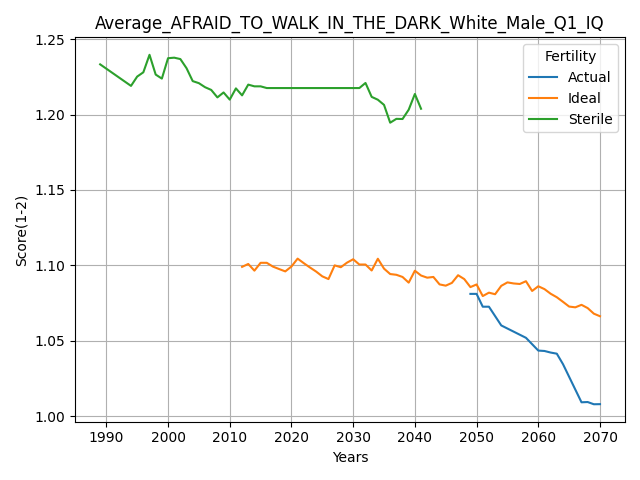 Average_AFRAID_TO_WALK_IN_THE_DARK_White_Male_Q1_IQ
Fertility
Actual
Ideal
Sterile
Score(1-2)
1.25
1.20
1.15
1.10
1.05
1.00
1990 2000 2010 2020 2030 2040 2050 2060 2070
Years